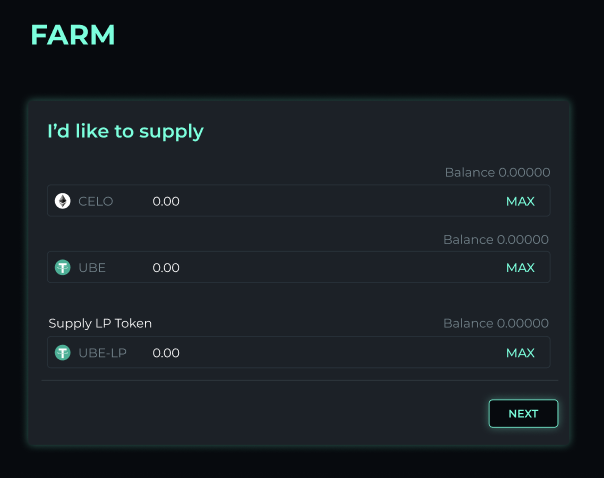 FARM
I'd like to supply
Balance 0.00000
CELO 0.00 MAX
Balance 0.00000
UBE 0.00 MAX
Supply LP Token Balance 0.00000
UBE-LP 0.00 MAX
NEXT